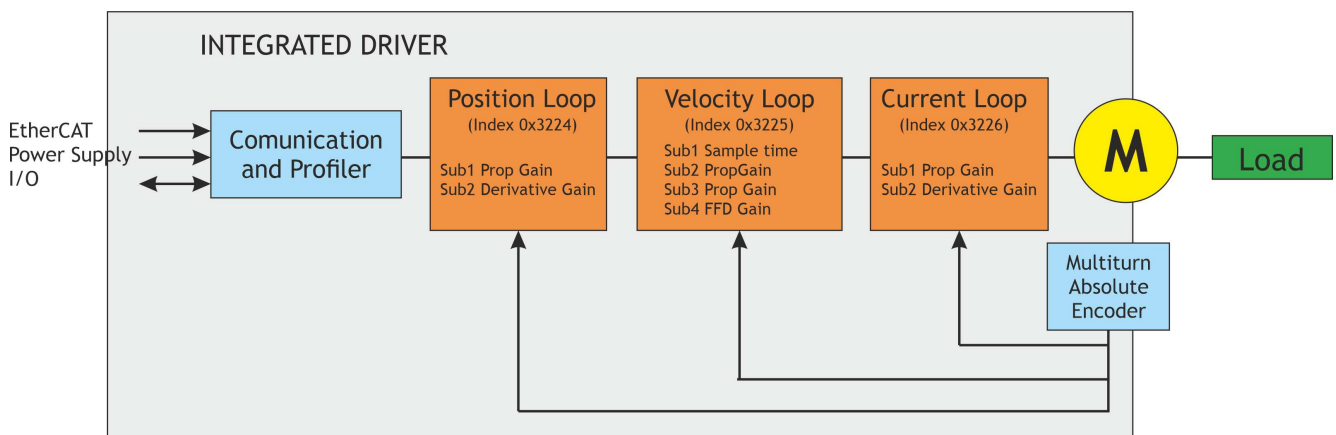 INTEGRATED DRIVER
EtherCAT
Power Supply
I/O
Comunication
and Profiler
Position Loop
(Index 0x3224)
Sub1 Prop Gain
Sub2 Derivative Gain
Velocity Loop
(Index 0x3225)
Sub1 Sample time
Sub2 PropGain
Sub3 Prop Gain
Sub4 FFD Gain
Current Loop
(Index 0x3226)
Sub1 Prop Gain
Sub2 Derivative Gain
M
Load
Multiturn
Absolute
Encoder